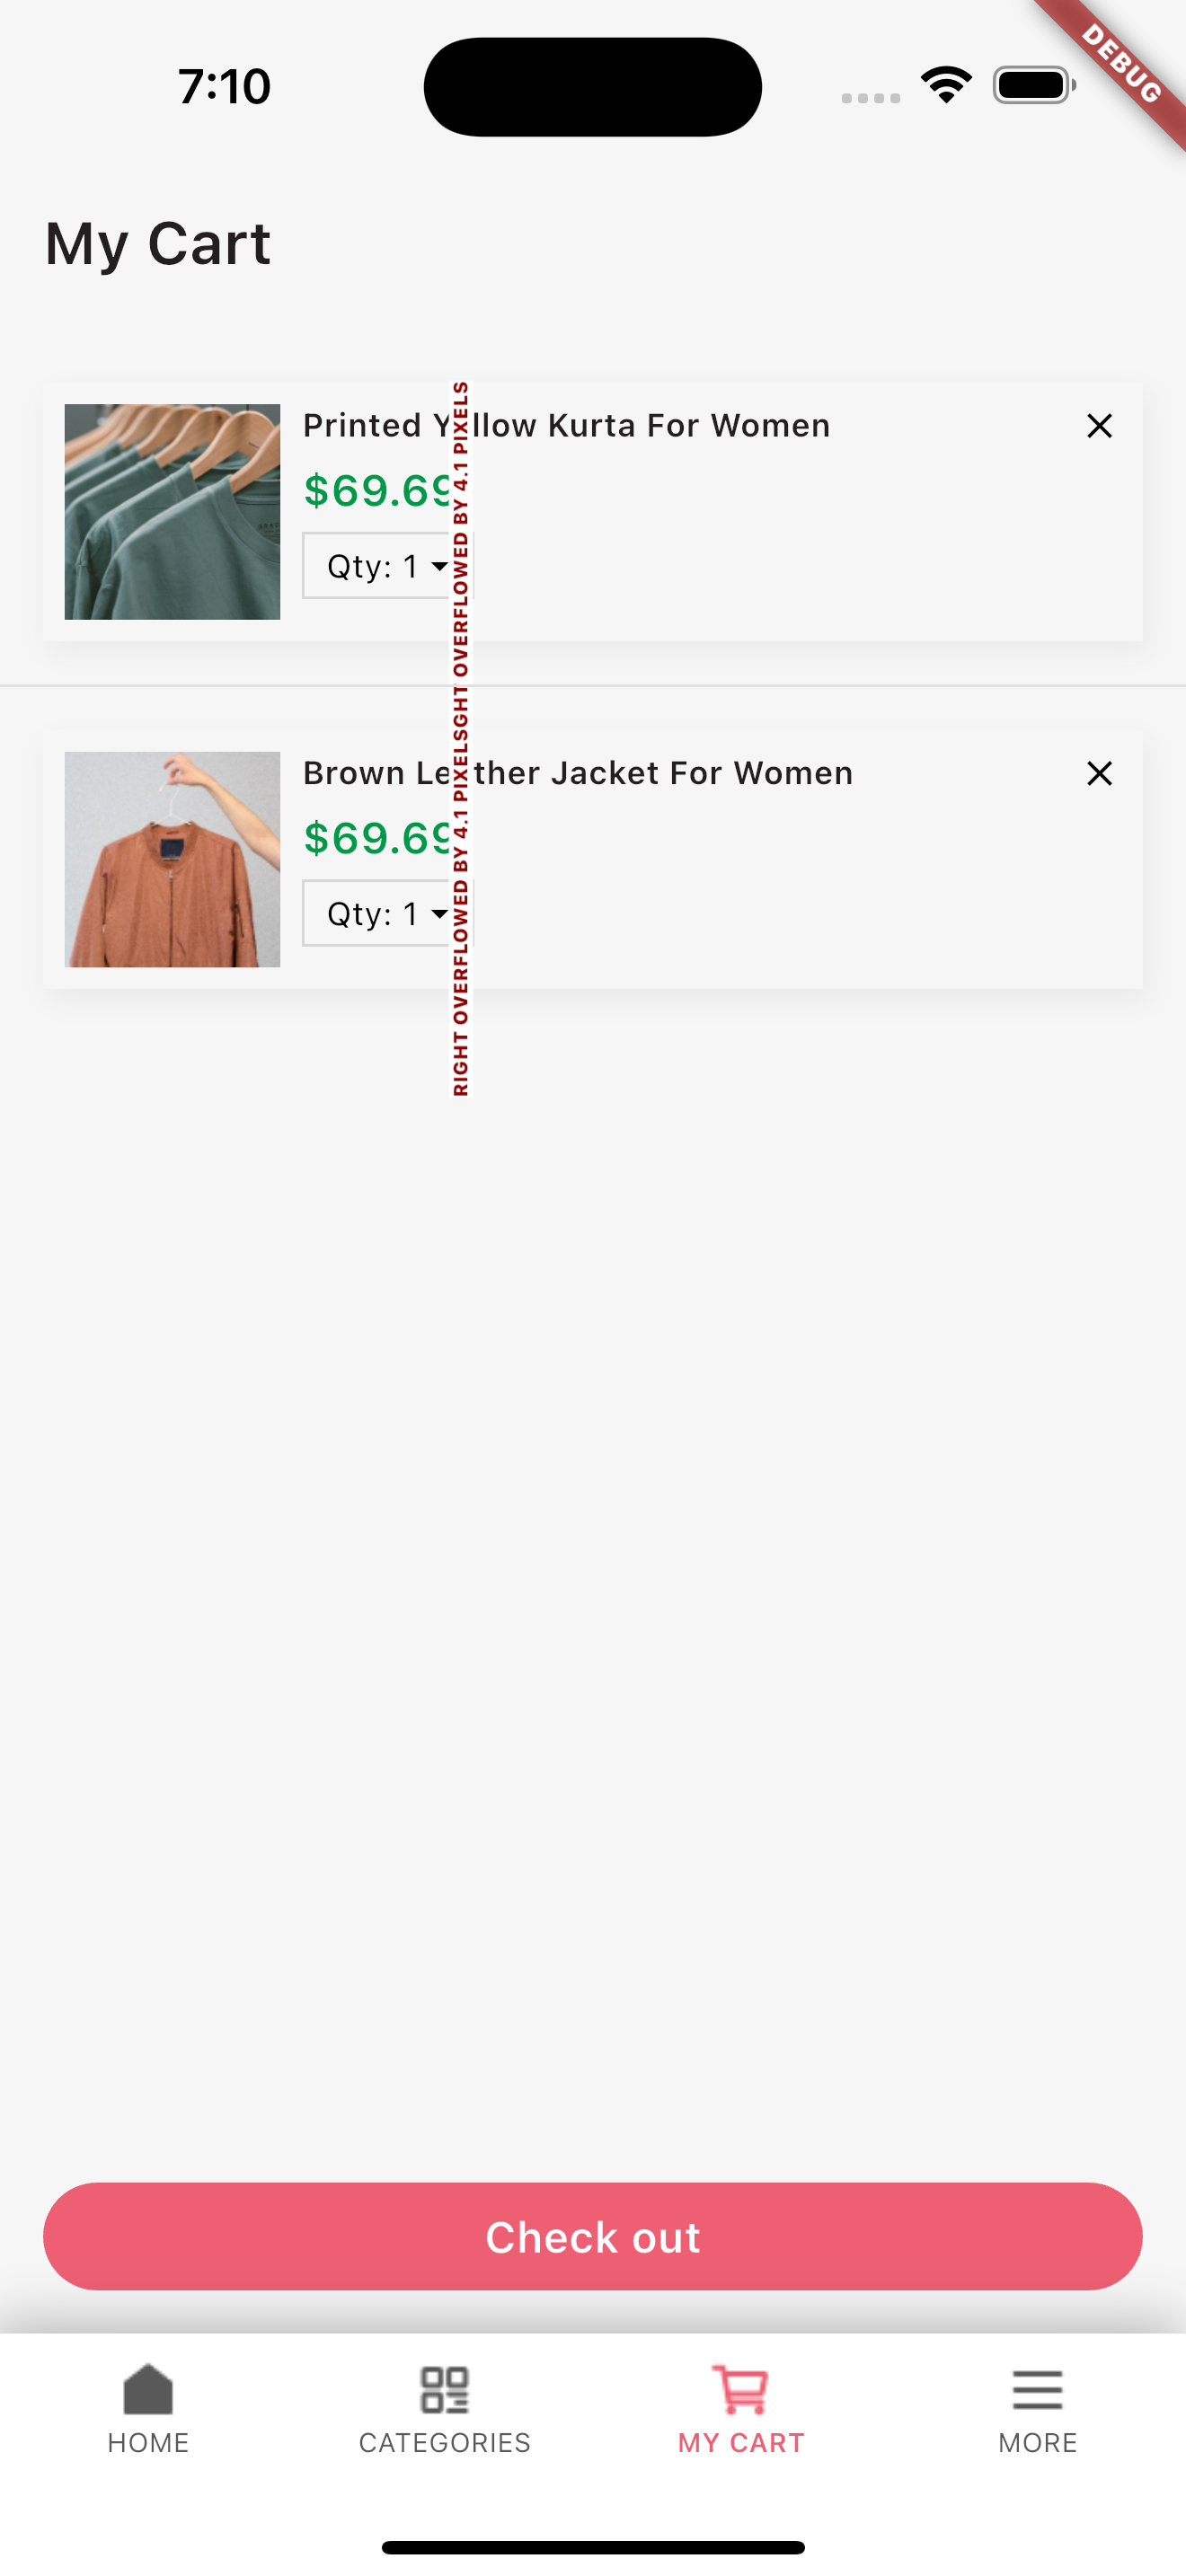 7:10
DEBUG
My Cart
Printed Y llow Kurta For Women
$69.69
Qty: 1
OVERFLOWED BY 4.1 PIXELS
Brown Le ther Jacket For Women
$69.69
Qty: 1
RIGHT OVERFLOWED BY 4.1 PIXELS
Check out
HOME
CATEGORIES
MY CART
MORE